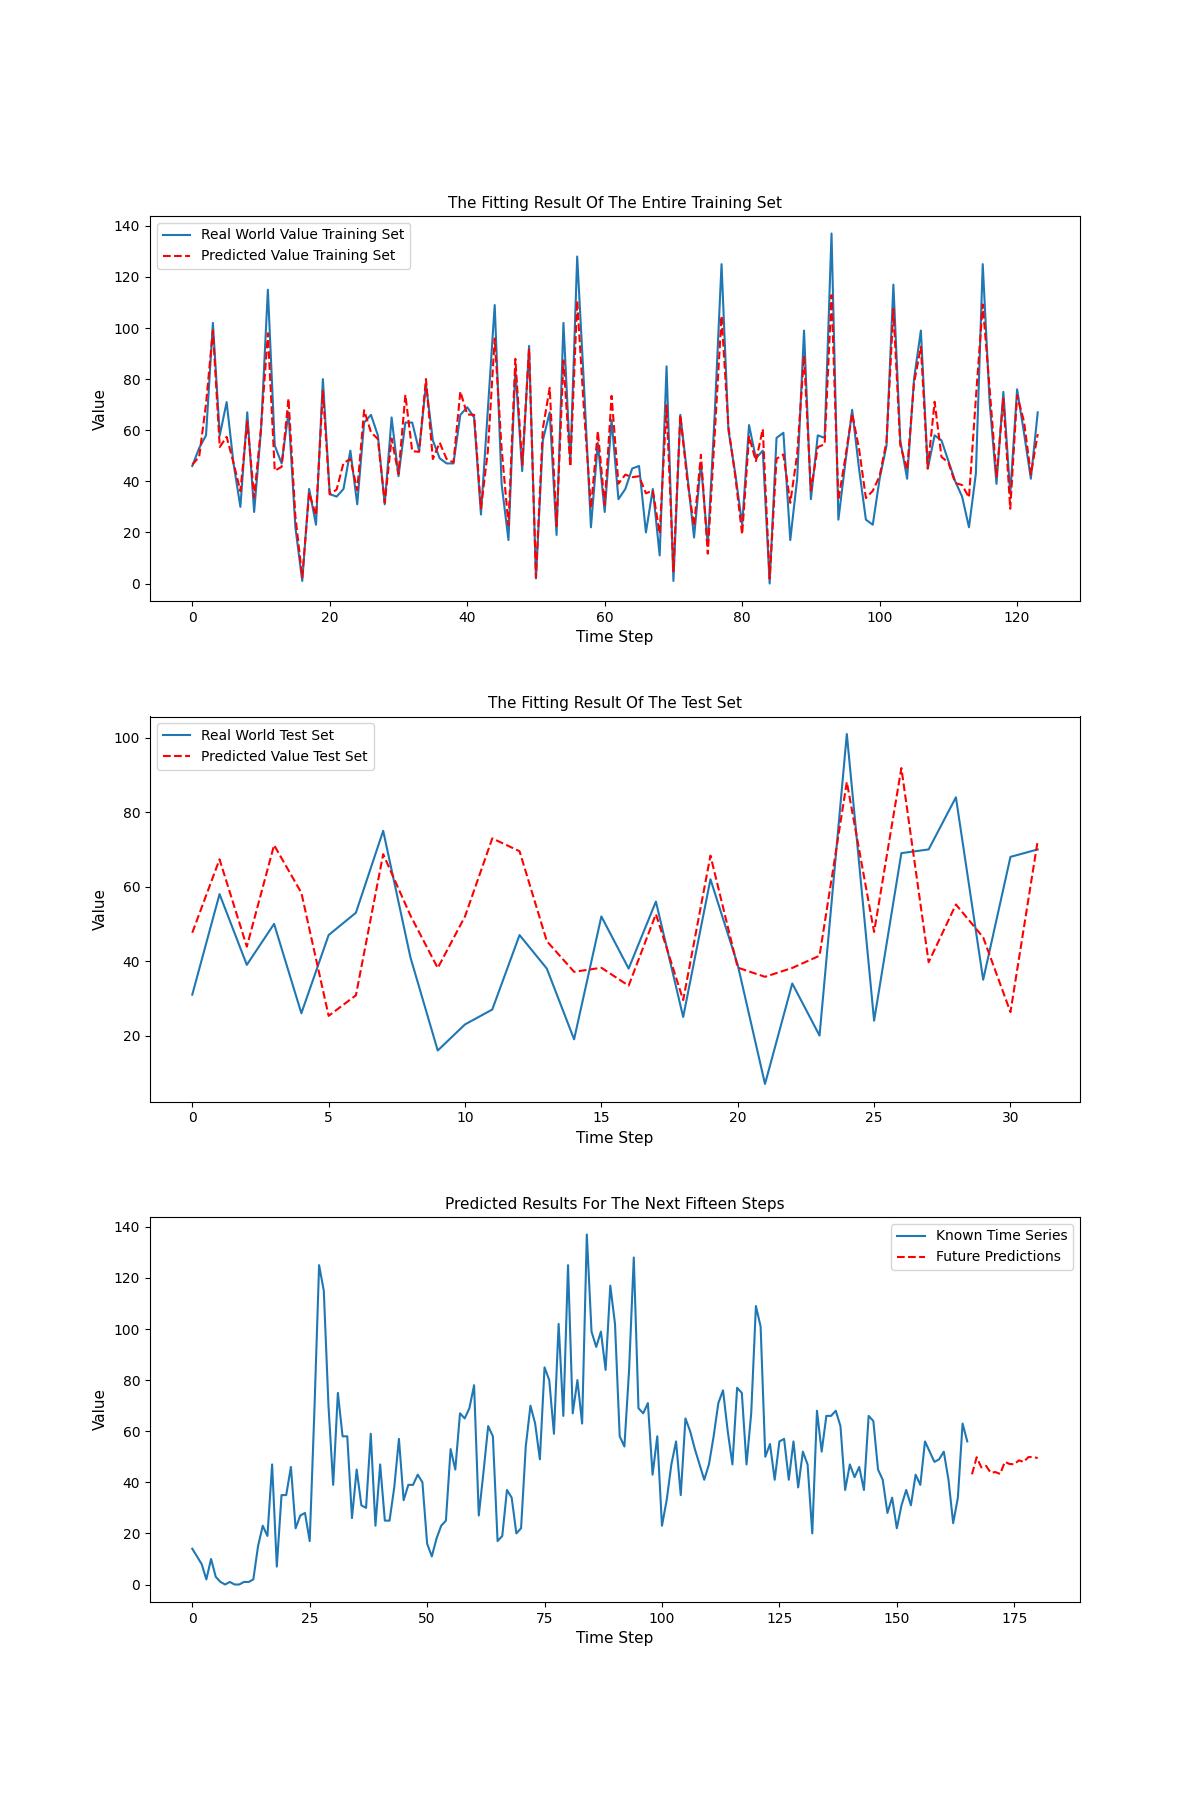 The Fitting Result Of The Entire Training Set
Real World Value Training Set
Predicted Value Training Set
140
120
100
80
60
40
20
0
Value
0 20 40 60 80 100 120
Time Step
The Fitting Result Of The Test Set
Real World Test Set
Predicted Value Test Set
100
80
60
40
20
Value
0 5 10 15 20 25 30
Time Step
Predicted Results For The Next Fifteen Steps
Known Time Series
Future Predictions
140
120
100
80
60
40
20
0
Value
0 25 50 75 100 125 150 175
Time Step